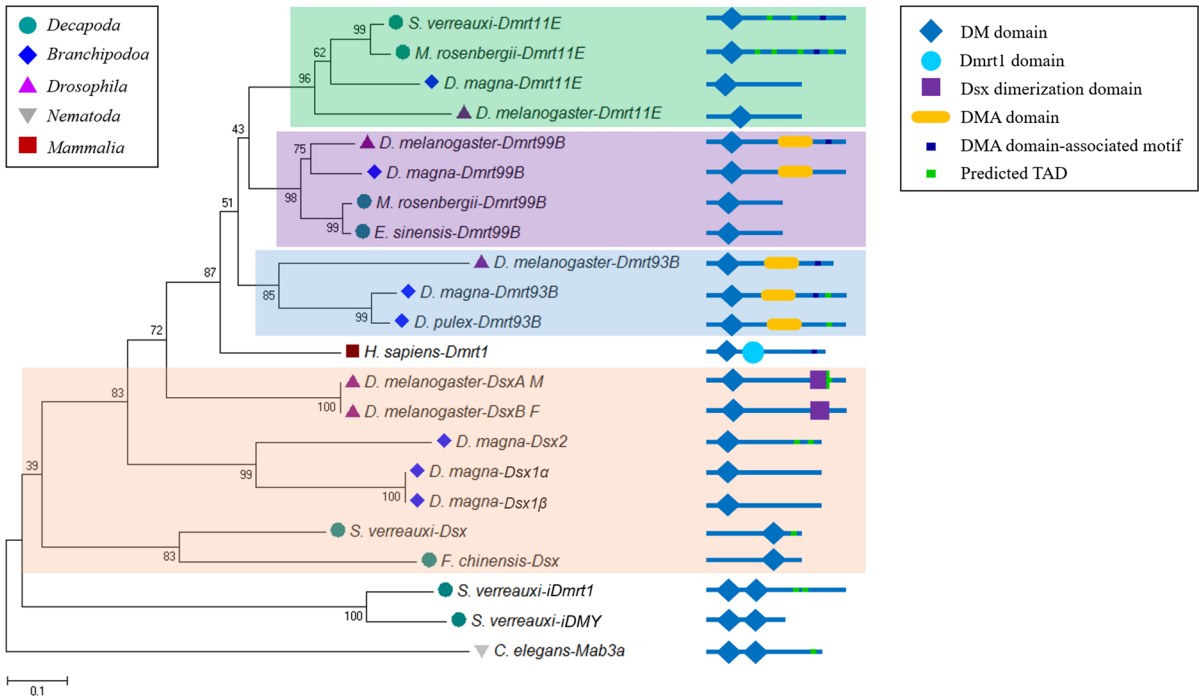 Decapoda
Branchipodoa
Drosophila
Nematoda
Mammalia
DM domain
Dmrt1 domain
Dsx dimerization domain
DMA domain
DMA domain-associated motif
Predicted TAD
S. verreauxi-Dmrt11E
99
M. rosenbergii-Dmrt11E
62
D. magna-Dmrt11E
96
D. melanogaster-Dmrt11E
43
D. melanogaster-Dmrt99B
75
D. magna-Dmrt99B
98
M. rosenbergii-Dmrt99B
99
E. sinensis-Dmrt99B
51
D. melanogaster-Dmrt93B
87
85
D. magna-Dmrt93B
99
D. pulex-Dmrt93B
72
H. sapiens-Dmrt1
D. melanogaster-DsxA M
83
100
D. melanogaster-DsxB F
D. magna-Dsx2
39
99
D. magna-Dsx1α
100
D. magna-Dsx1β
S. verreauxi-Dsx
83
F. chinensis-Dsx
S. verreauxi-iDmrt1
100
S. verreauxi-iDMY
C. elegans-Mab3a
0.1